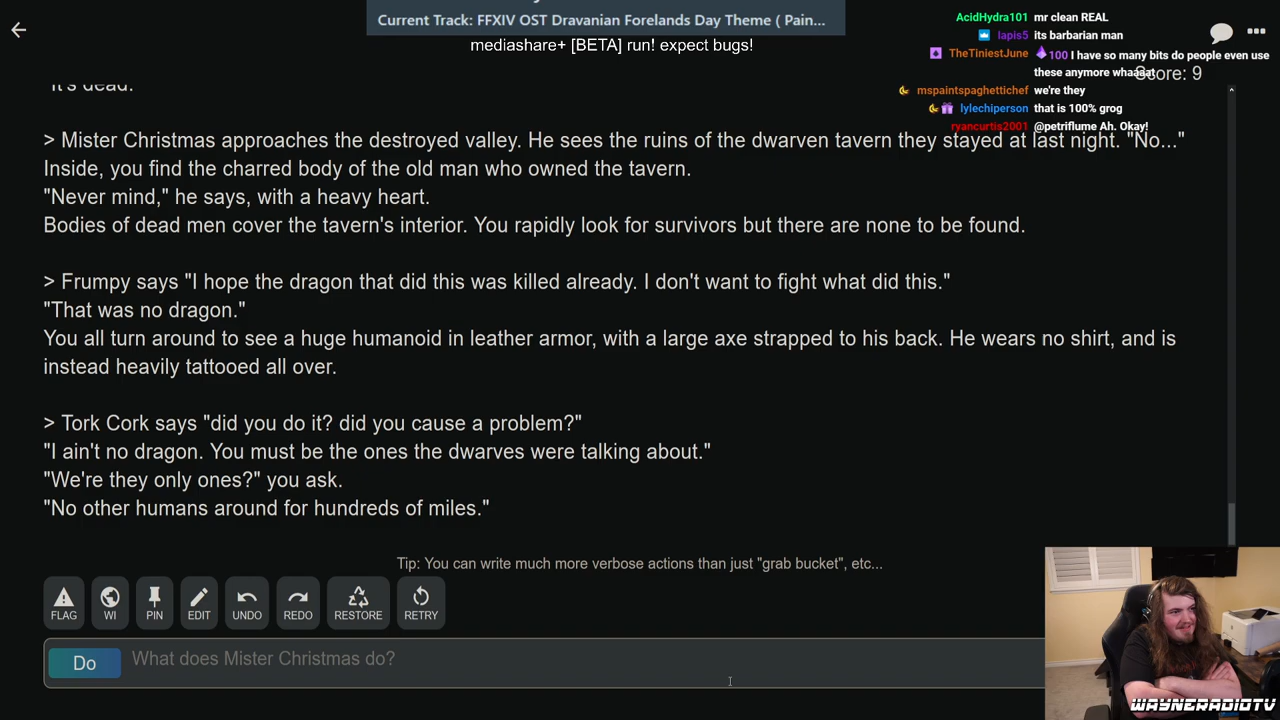 Current Track: FFXIV OST Dravanian Forelands Day Theme ( Pain...
mediashare+ [BETA] run! expect bugs!
AcidHydra101 mr clean REAL
lapis5 its barbarian man
TheTiniestJune 100 I have so many bits do people even use
these anymore whaaaat
Score: 9
mspaintspaghettichef we're they
lylechiperson that is 100% grog
ryancurtis2001 @petriflume Ah. Okay!
"It's dead."
> Mister Christmas approaches the destroyed valley. He sees the ruins of the dwarven tavern they stayed at last night. "No..."
Inside, you find the charred body of the old man who owned the tavern.
"Never mind," he says, with a heavy heart.
Bodies of dead men cover the tavern's interior. You rapidly look for survivors but there are none to be found.
> Frumpy says "I hope the dragon that did this was killed already. I don't want to fight what did this."
"That was no dragon."
You all turn around to see a huge humanoid in leather armor, with a large axe strapped to his back. He wears no shirt, and is
instead heavily tattooed all over.
> Tork Cork says "did you do it? did you cause a problem?"
"I ain't no dragon. You must be the ones the dwarves were talking about."
"We're they only ones?" you ask.
"No other humans around for hundreds of miles."
Tip: You can write much more verbose actions than just "grab bucket", etc...
FLAG
WI
PIN
EDIT
UNDO
REDO
RESTORE
RETRY
Do
What does Mister Christmas do?
WAYNERADIOTV